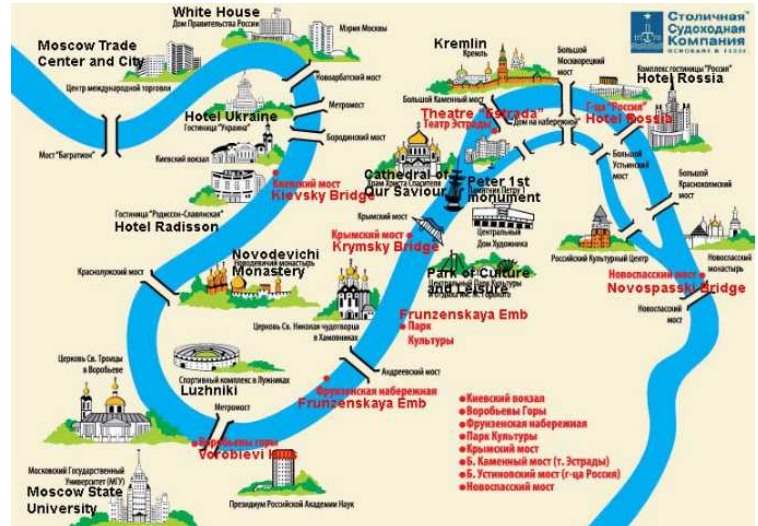 White House
Дом Правительства России
Мэрия Москвы
Moscow Trade
Center and City
Центр международной торговли
Мост "Багратион"
Новоарбатский мост
Метромост
Бородинский мост
Hotel Ukraine
Гостиница "Украина"
Киевский вокзал
Киевский мост
Kievsky Bridge
Гостиница "Рэдиссон-Славянская"
Hotel Radisson
Краснолужский мост
Novodevichi
Новодевичий монастырь
Monastery
Церковь Св. Троицы
в Воробьеве
Спортивный комплекс в Лужниках
Luzhniki
Метромост
Воробьевы горы
Vorobievi
Московский Государственный
Университет (МГУ)
Moscow State
University
Президиум Российской Академии Наук
Фрунзенская набережная
Frunzenskaya Emb
Андреевский мост
Церковь Св. Николая чудотворца
в Хамовниках
Frunzenskaya Emb
Парк
Культуры
Park of Culture
Центральный Парк Культуры
and Leisure
Крымский мост
Крымский мост
Krymsky Bridge
Центральный
Дом Художника
Cathedral of
Храм Христа Спасителя
Our Saviour
Peter 1st
Памятник Петру I
monument
Kremlin
Кремль
Большой Каменный мост
Theatre "Estrada"
Театр Эстрады
Дом на набережной
Большой
Москворецкий
мост
Столичная
Судоходная
Компания
Комплекс гостиницы "Россия"
Hotel Rossia
Г-ца "Россия"
Hotel Rossia
Большой
Устьинский
мост
Большой
Краснохолмский
мост
Российский Культурный Центр
Новоспасский
монастырь
Новоспасский мост
Novospasski Bridge
Новоспасский
мост
Киевский вокзал
Воробьевы Горы
Фрунзенская набережная
Парк Культуры
Крымский мост
Б. Каменный мост (т. Эстрады)
Б. Устиновский мост (г-ца Россия)
Новоспасский мост